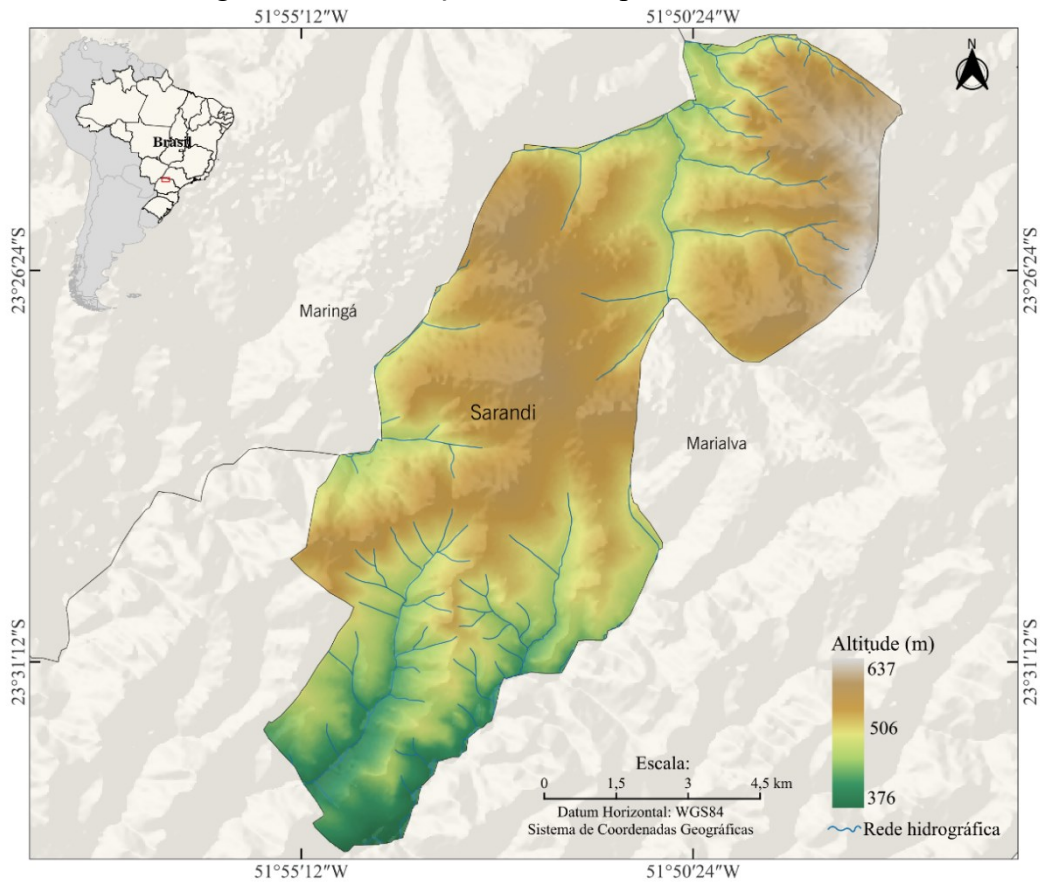 51°55′12″W
51°50′24″W
N
Brasil
23°26′24″S
23°26′24″S
Maringá
Sarandi
Marialva
23°31′12″S
23°31′12″S
Altitude (m)
637
506
376
Rede hidrográfica
Escala:
0 1,5 3 4,5 km
Datum Horizontal: WGS84
Sistema de Coordenadas Geográficas
51°55′12″W
51°50′24″W